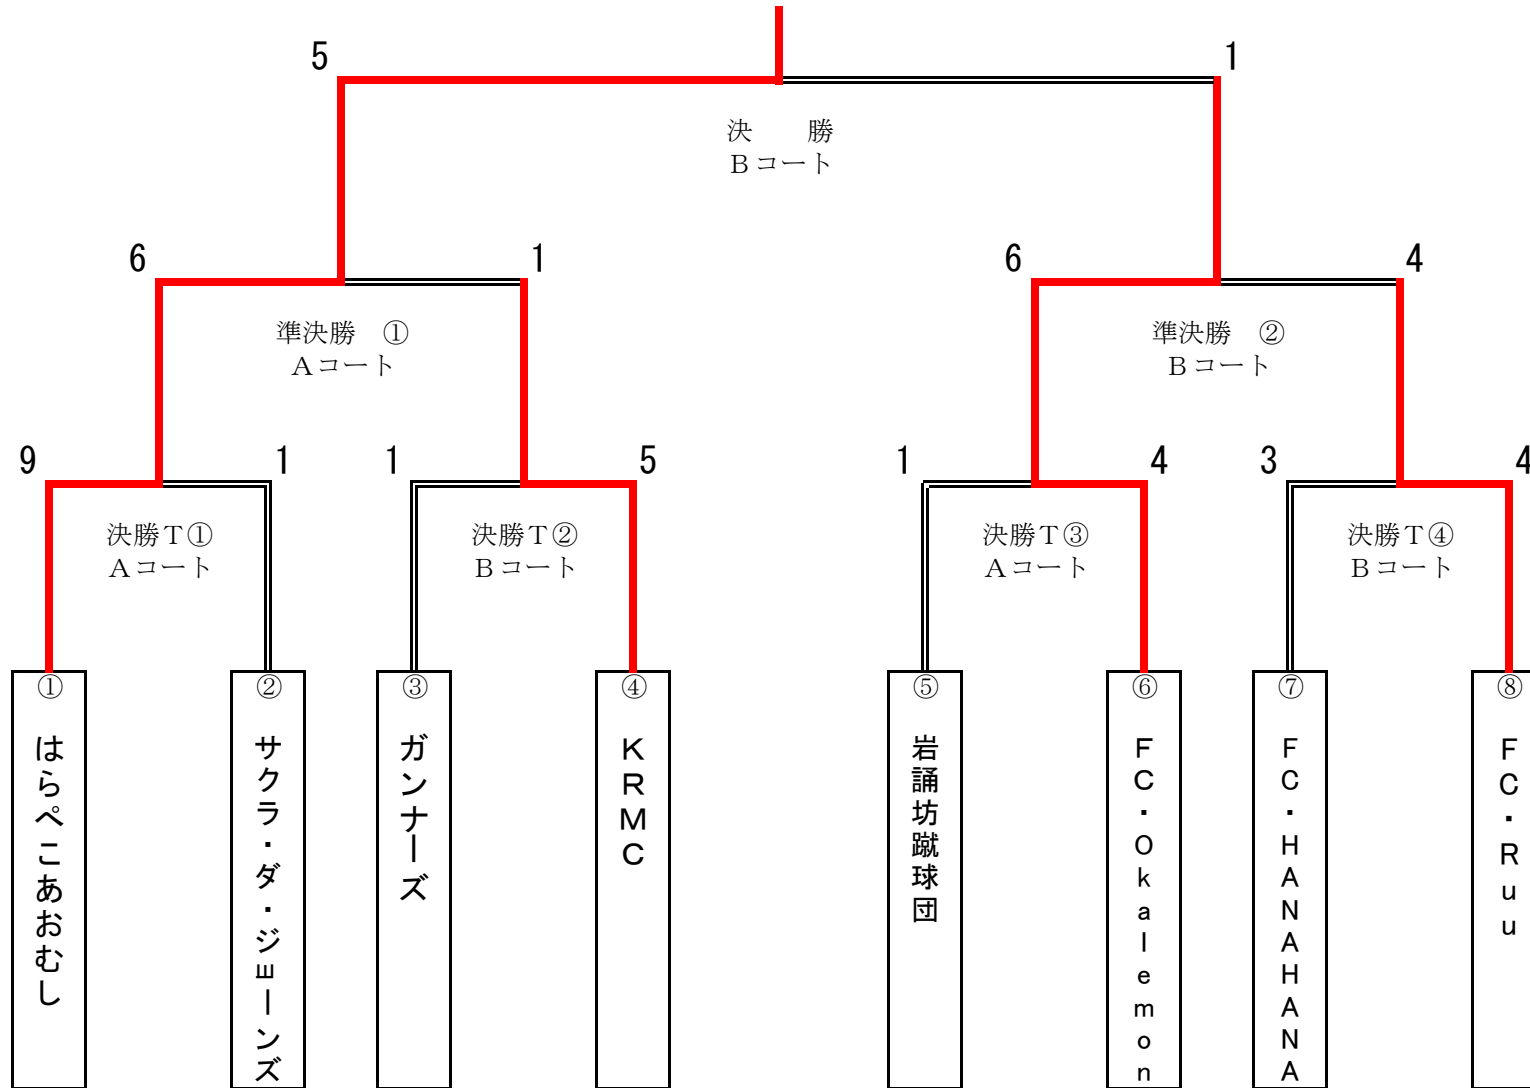 5
1
決　勝
Bコート
6
1
6
4
準決勝　①
Aコート
準決勝　②
Bコート
9
1
1
5
1
4
3
4
決勝T①
Aコート
決勝T②
Bコート
決勝T③
Aコート
決勝T④
Bコート
①
はらぺこあおむし
②
サクラ・ダ・ジョーンズ
③
ガンナーズ
④
KRMC
⑤
岩誦坊蹴球団
⑥
FC・Okalemon
⑦
FC・HANAHANA
⑧
FC・Ruu